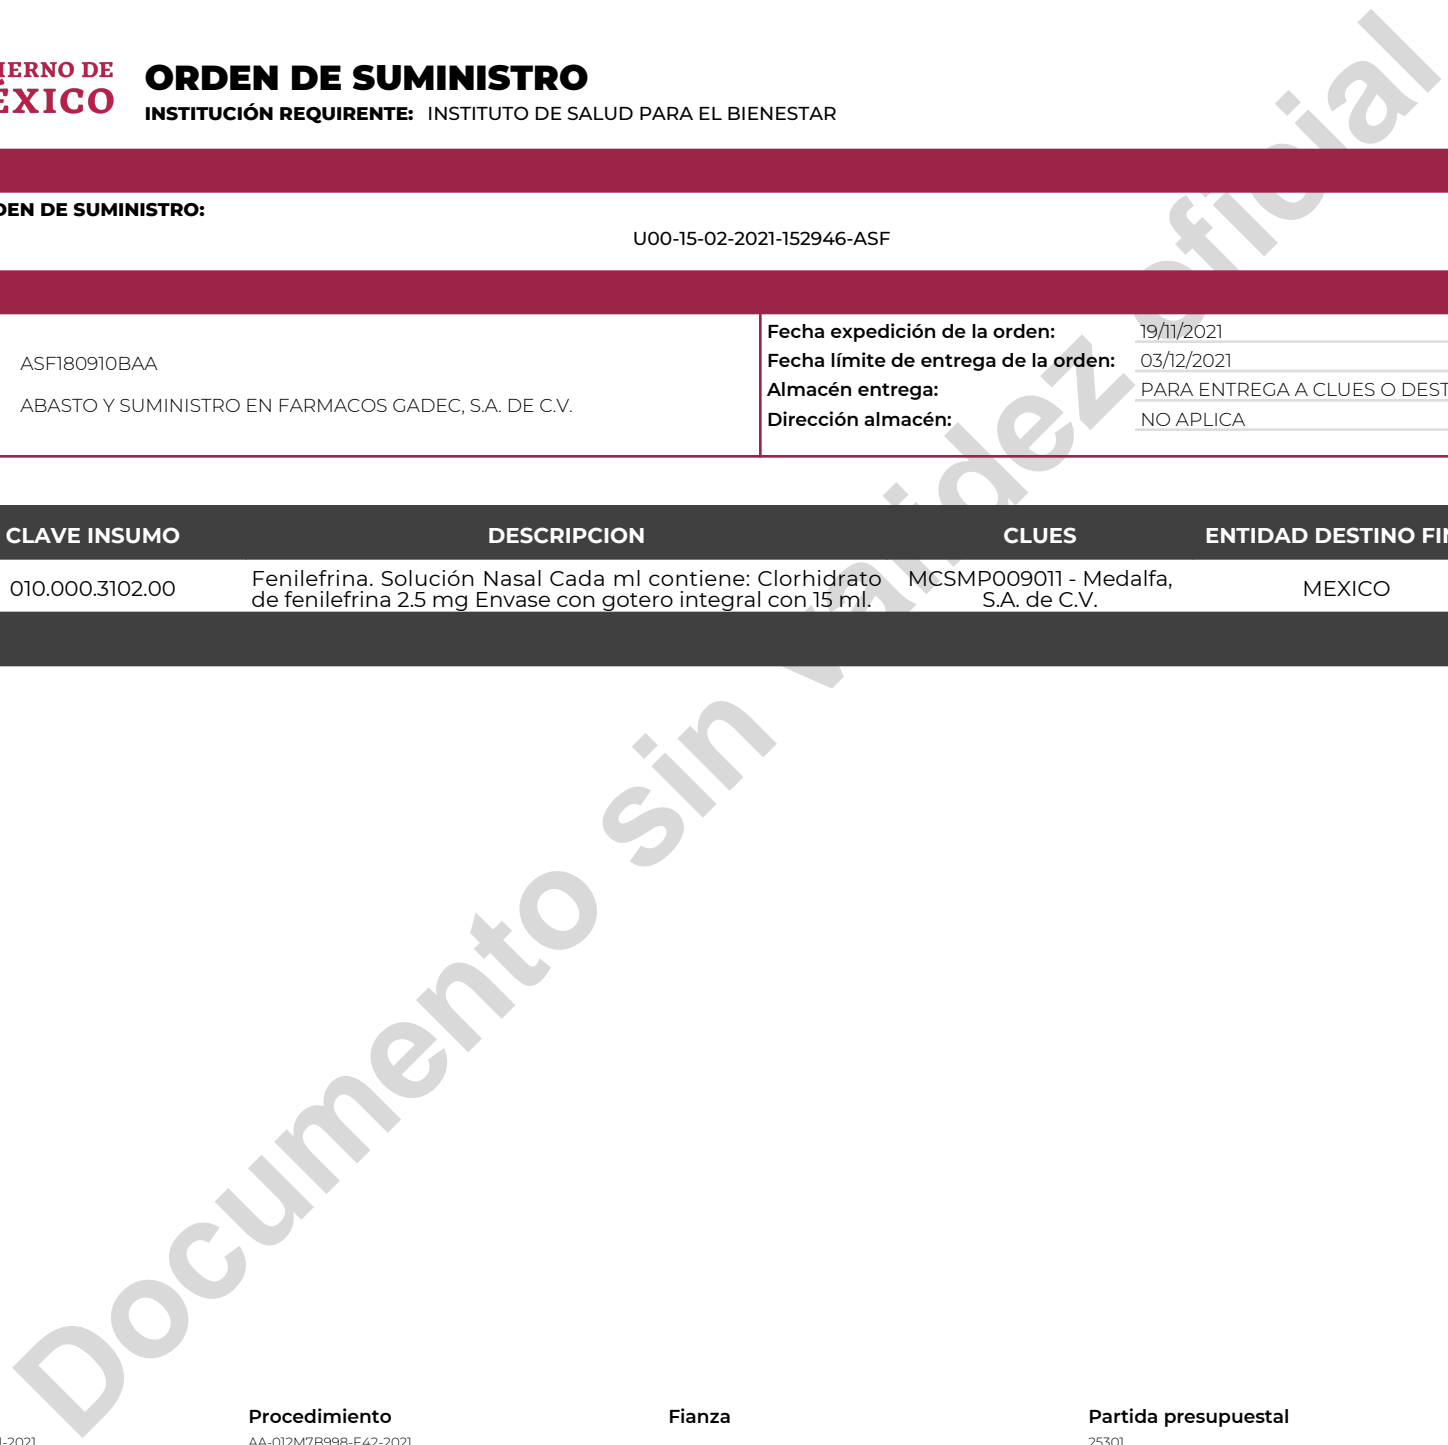 IERNO DE
ÉXICO
ORDEN DE SUMINISTRO
INSTITUCIÓN REQUIRENTE: INSTITUTO DE SALUD PARA EL BIENESTAR
DEN DE SUMINISTRO:
U00-15-02-2021-152946-ASF
ASF180910BAA
ABASTO Y SUMINISTRO EN FARMACOS GADEC, S.A. DE C.V.
Fecha expedición de la orden: 19/11/2021
Fecha límite de entrega de la orden: 03/12/2021
Almacén entrega: PARA ENTREGA A CLUES O DEST
Dirección almacén: NO APLICA
CLAVE INSUMO DESCRIPCION CLUES ENTIDAD DESTINO FIN
010.000.3102.00
Fenilefrina. Solución Nasal Cada ml contiene: Clorhidrato
de fenilefrina 2.5 mg Envase con gotero integral con 15 ml.
MCSMP009011 - Medalfa,
S.A. de C.V.
MEXICO
Documento sin validez oficial
Procedimiento Fianza Partida presupuestal
-2021 AA-012M7B998-E42-2021 25301